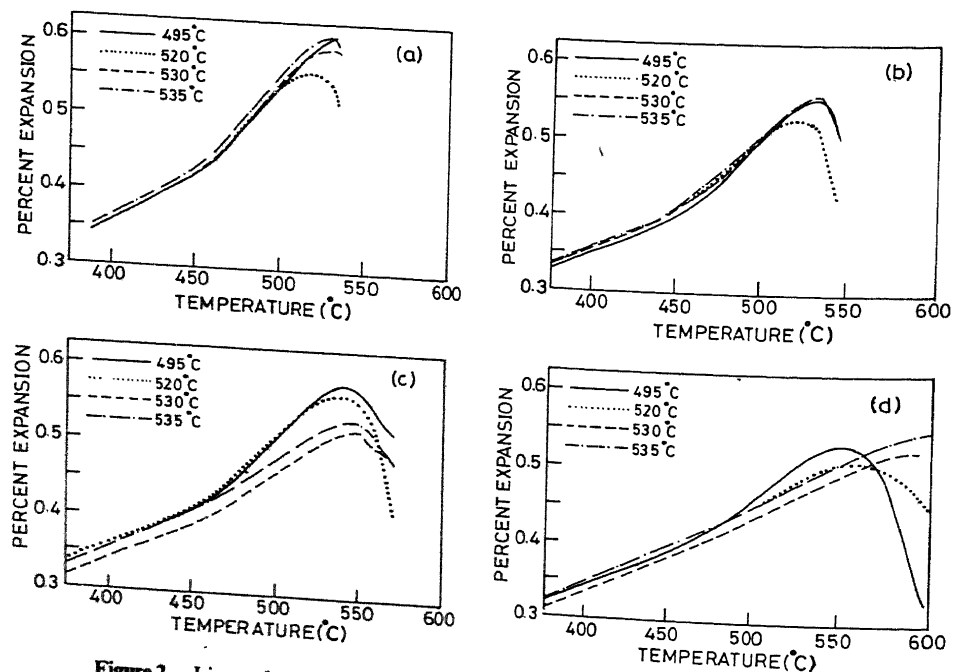 0.6
495°C
520°C
530°C
535°C
(a)
0.5
0.4
0.3
PERCENT EXPANSION
400 450 500 550 600
TEMPERATURE (°C)
0.6
495°C
520°C
530°C
535°C
(b)
0.5
0.4
0.3
PERCENT EXPANSION
400 450 500 550 600
TEMPERATURE (°C)
0.6
495°C
520°C
530°C
535°C
(c)
0.5
0.4
0.3
PERCENT EXPANSION
400 450 500 550 600
TEMPERATURE (°C)
0.6
495°C
520°C
530°C
535°C
(d)
0.5
0.4
0.3
PERCENT EXPANSION
400 450 500 550 600
TEMPERATURE (°C)
Figure 2